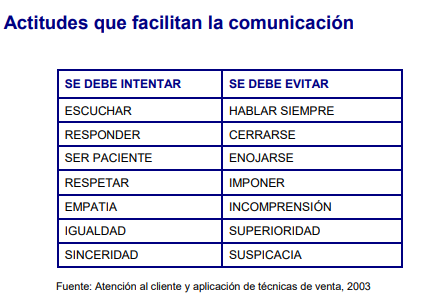 Actitudes que facilitan la comunicación
SE DEBE INTENTAR SE DEBE EVITAR
ESCUCHAR HABLAR SIEMPRE
RESPONDER CERRARSE
SER PACIENTE ENOJARSE
RESPETAR IMPONER
EMPATIA INCOMPRENSIÓN
IGUALDAD SUPERIORIDAD
SINCERIDAD SUSPICACIA
Fuente: Atención al cliente y aplicación de técnicas de venta, 2003